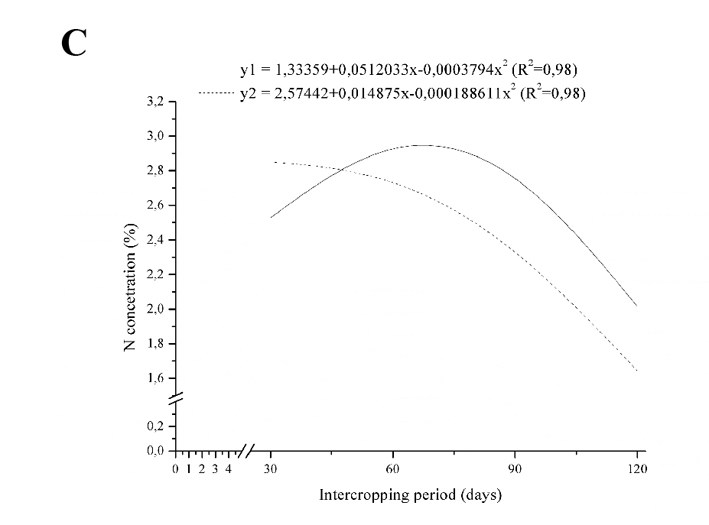 C
y1 = 1,33359+0,0512033x-0,0003794x² (R²=0,98)
y2 = 2,57442+0,014875x-0,000188611x² (R²=0,98)
3,2
3,0
2,8
2,6
2,4
2,2
2,0
1,8
1,6
0,2
0,0
N concetration (%)
0 1 2 3 4 30 60 90 120
Intercropping period (days)